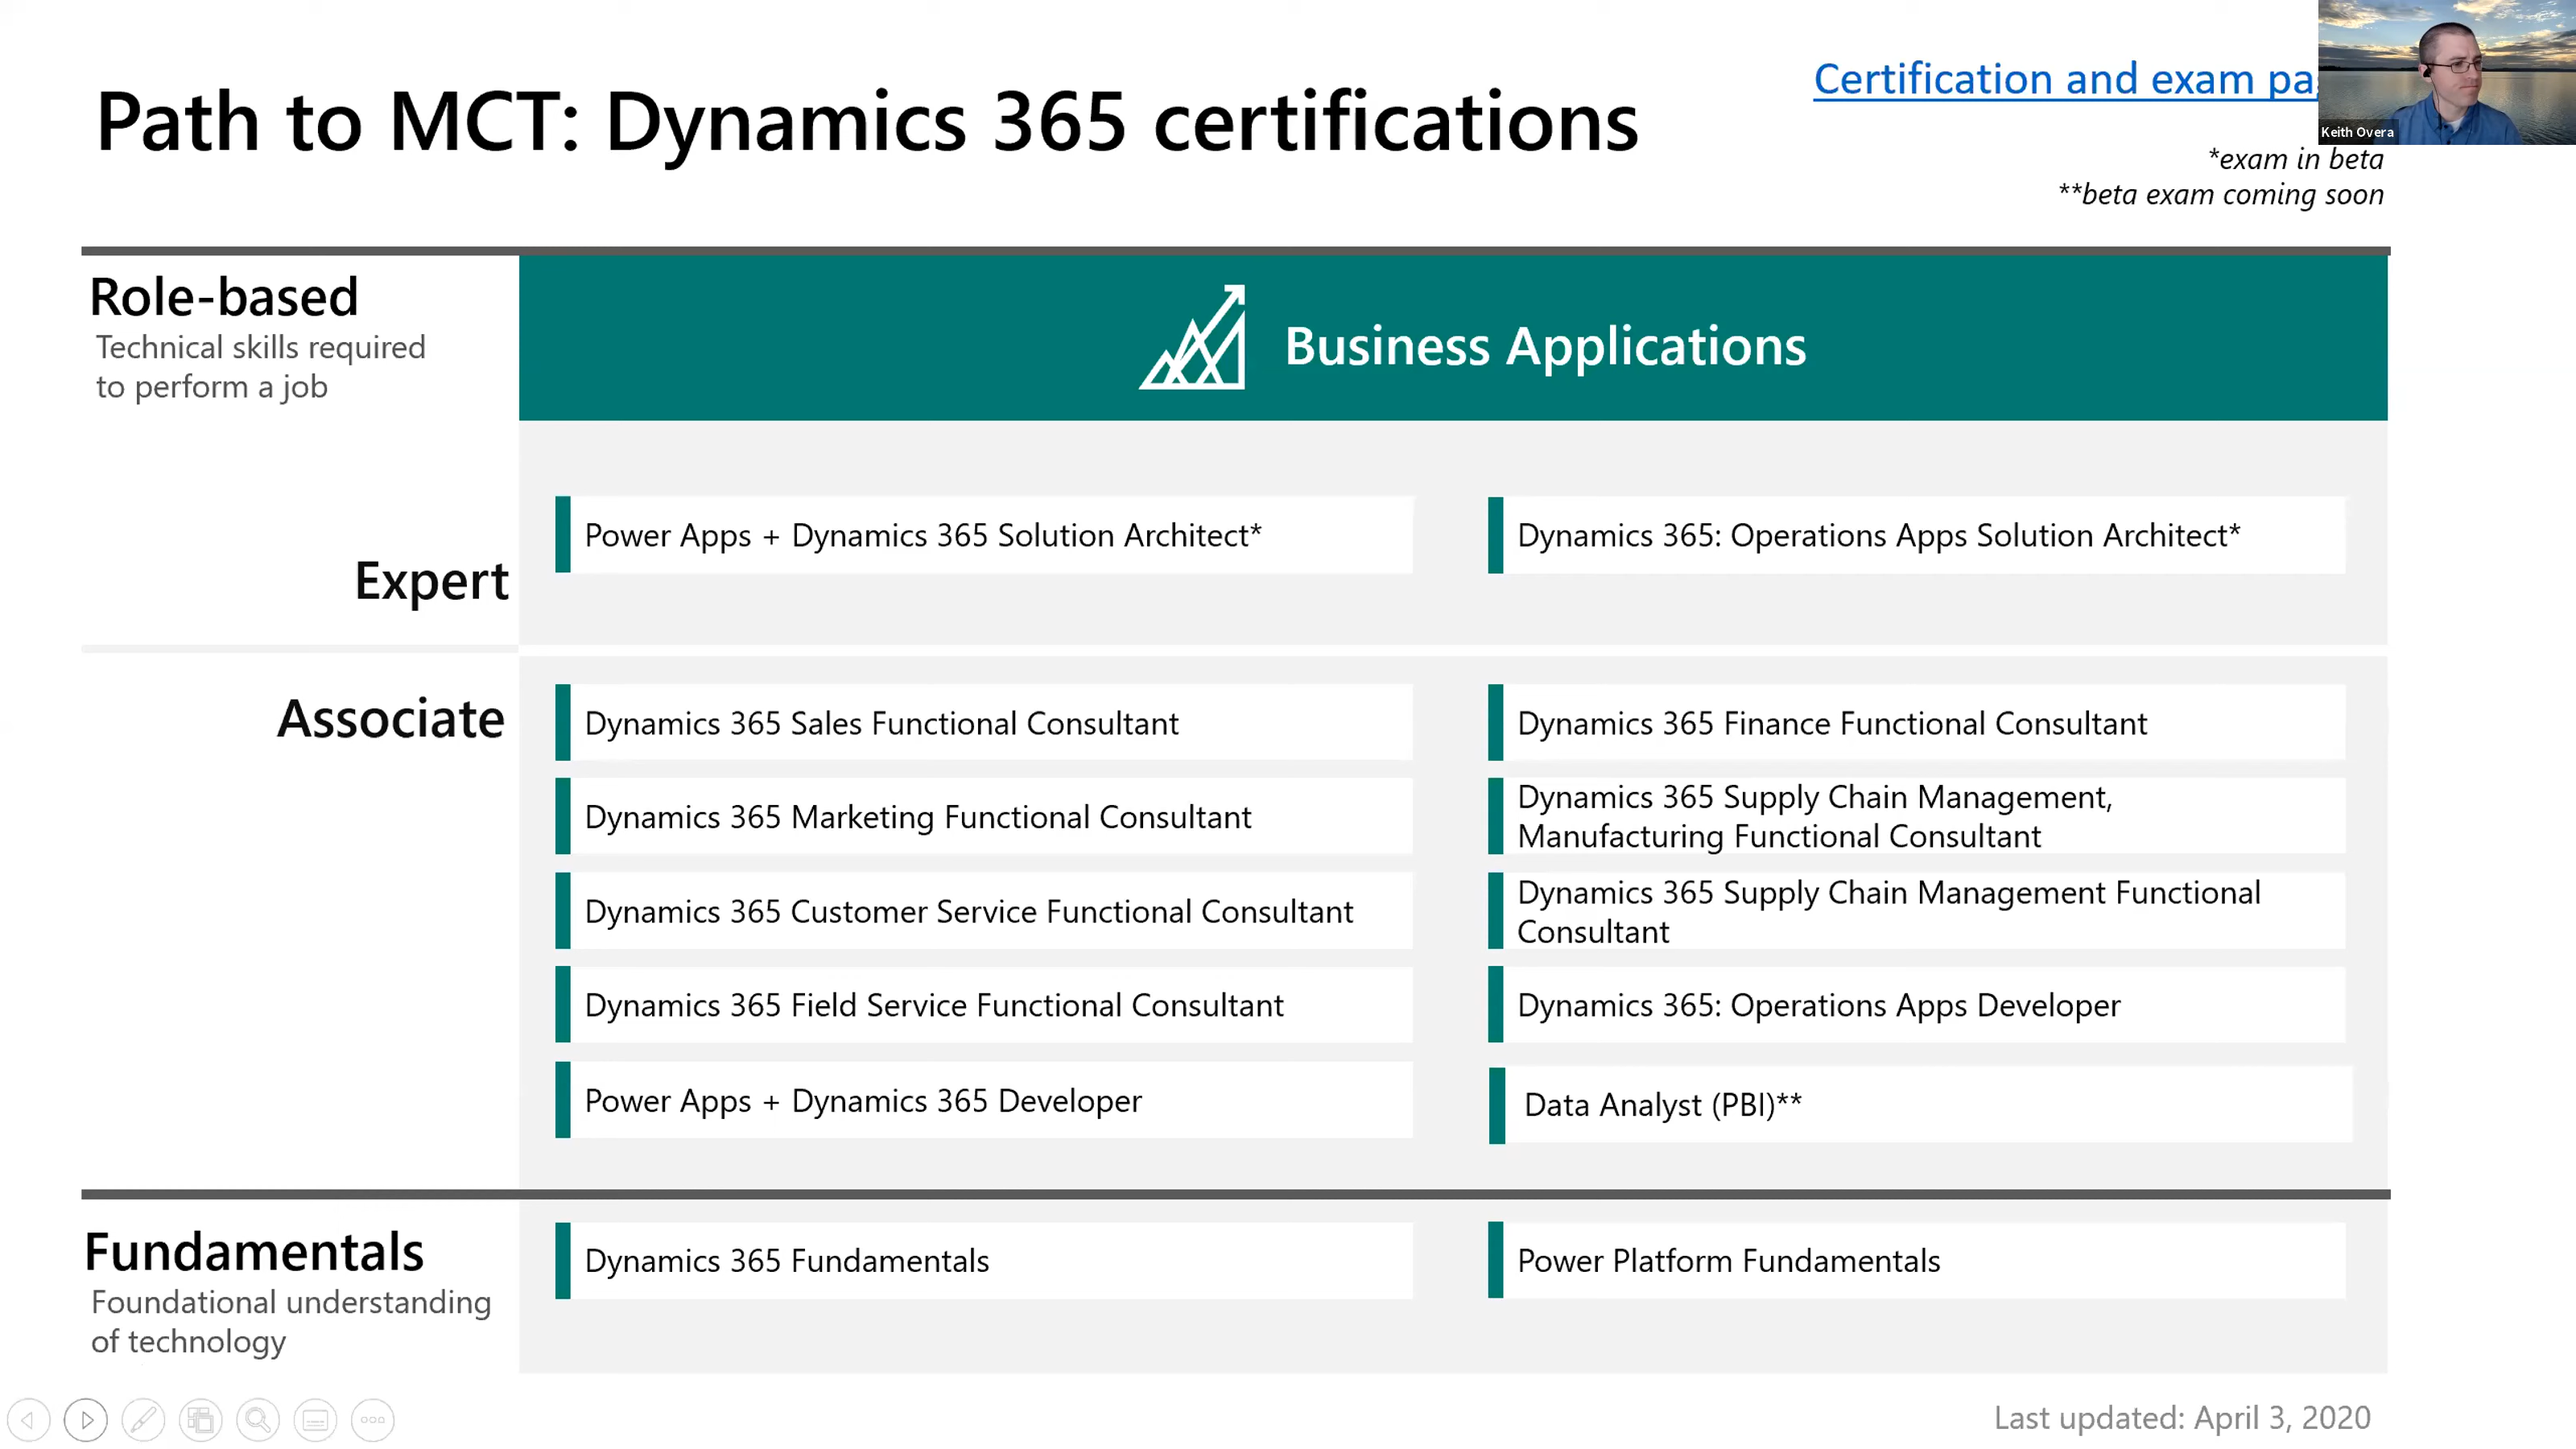 Path to MCT: Dynamics 365 certifications
Certification and exam
Keith Overa
*exam in beta
**beta exam coming soon
Role-based
Technical skills required
to perform a job
Business Applications
Expert
Power Apps + Dynamics 365 Solution Architect*
Dynamics 365: Operations Apps Solution Architect*
Associate
Dynamics 365 Sales Functional Consultant
Dynamics 365 Finance Functional Consultant
Dynamics 365 Marketing Functional Consultant
Dynamics 365 Supply Chain Management,
Manufacturing Functional Consultant
Dynamics 365 Customer Service Functional Consultant
Dynamics 365 Supply Chain Management Functional
Consultant
Dynamics 365 Field Service Functional Consultant
Dynamics 365: Operations Apps Developer
Power Apps + Dynamics 365 Developer
Data Analyst (PBI)**
Fundamentals
Foundational understanding
of technology
Dynamics 365 Fundamentals
Power Platform Fundamentals
Last updated: April 3, 2020